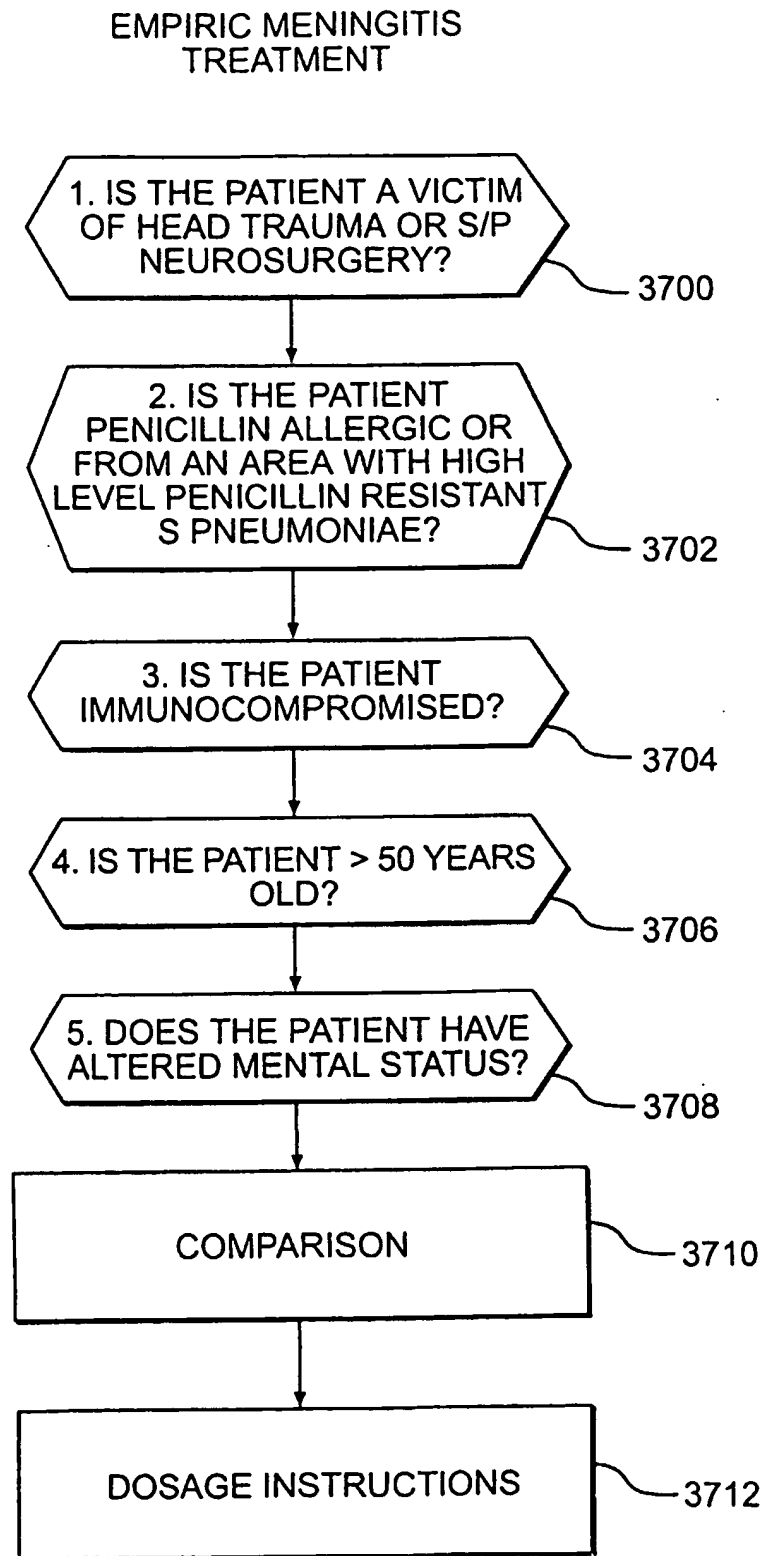 EMPIRIC MENINGITIS
TREATMENT
1. IS THE PATIENT A VICTIM
OF HEAD TRAUMA OR S/P
NEUROSURGERY?
3700
2. IS THE PATIENT
PENICILLIN ALLERGIC OR
FROM AN AREA WITH HIGH
LEVEL PENICILLIN RESISTANT
S PNEUMONIAE?
3702
3. IS THE PATIENT
IMMUNOCOMPROMISED?
3704
4. IS THE PATIENT > 50 YEARS
OLD?
3706
5. DOES THE PATIENT HAVE
ALTERED MENTAL STATUS?
3708
COMPARISON
3710
DOSAGE INSTRUCTIONS
3712